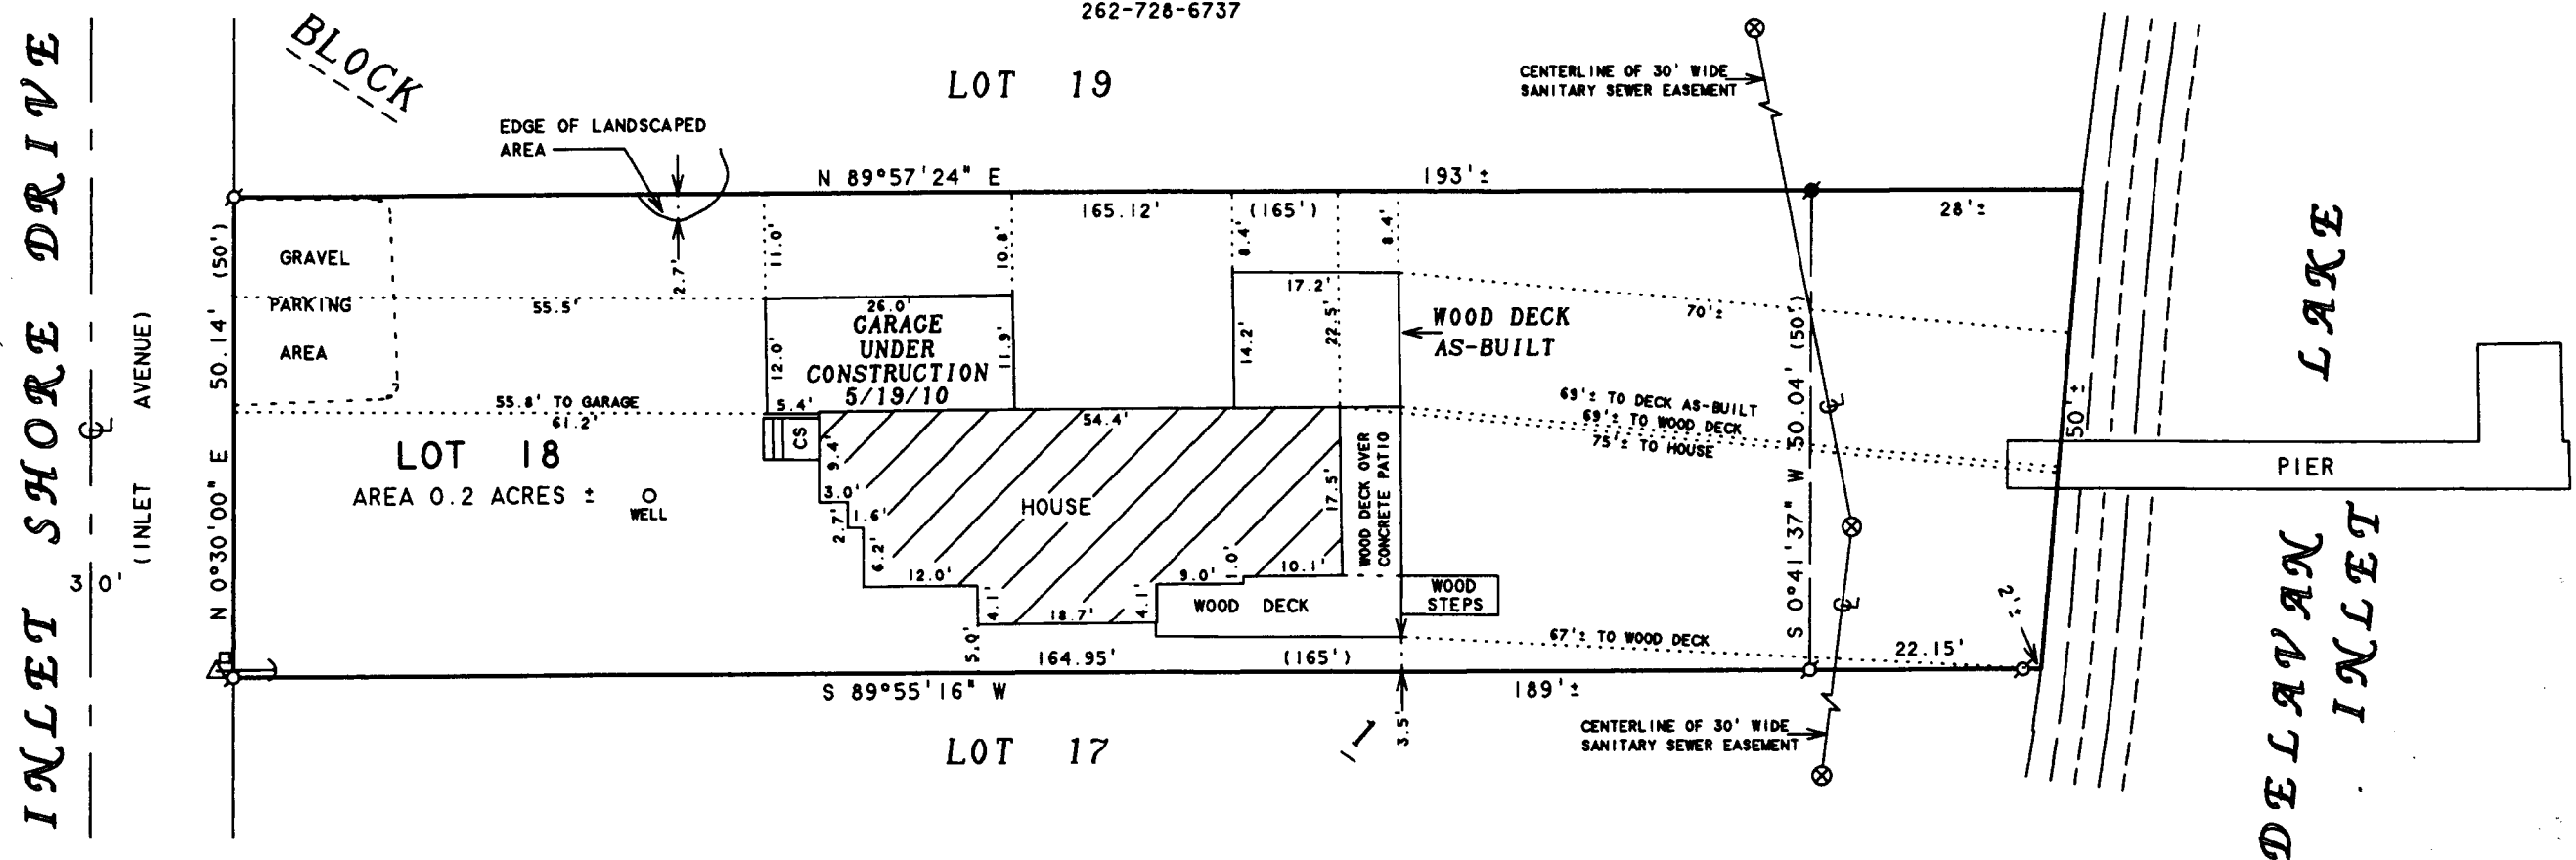 262-728-6737
BLOCK
LOT 19
CENTERLINE OF 30' WIDE
SANITARY SEWER EASEMENT
EDGE OF LANDSCAPED
AREA
N 89°57'24" E
193'±
165.12'
(165')
28'±
INLET SHORE DRIVE
(INLET AVENUE)
30'
N 0°30'00" E 50.14' (50')
GRAVEL
PARKING
AREA
2.7'
11.0'
10.8'
8.4'
8.4'
55.5'
26.0'
GARAGE
UNDER
CONSTRUCTION
5/19/10
12.0'
11.9'
17.2'
14.2'
22.5'
WOOD DECK
AS-BUILT
70'±
55.8' TO GARAGE
61.2'
5.4'
54.4'
69'± TO DECK AS-BUILT
69'± TO WOOD DECK
75'± TO HOUSE
LOT 18
AREA 0.2 ACRES ±
WELL
CS
9.4'
3.0'
2.7'
1.6'
6.2'
12.0'
HOUSE
17.5'
WOOD DECK OVER
CONCRETE PATIO
4.1'
18.7'
4.1'
9.0'
1.0'
10.1'
WOOD DECK
WOOD
STEPS
S 0°41'37" W 50.04' (50')
50'±
PIER
LAKE
DELAVAN
INLET
5.0'
164.95'
(165')
67'± TO WOOD DECK
22.15'
2'±
S 89°55'16" W
189'±
3.5'
LOT 17
CENTERLINE OF 30' WIDE
SANITARY SEWER EASEMENT